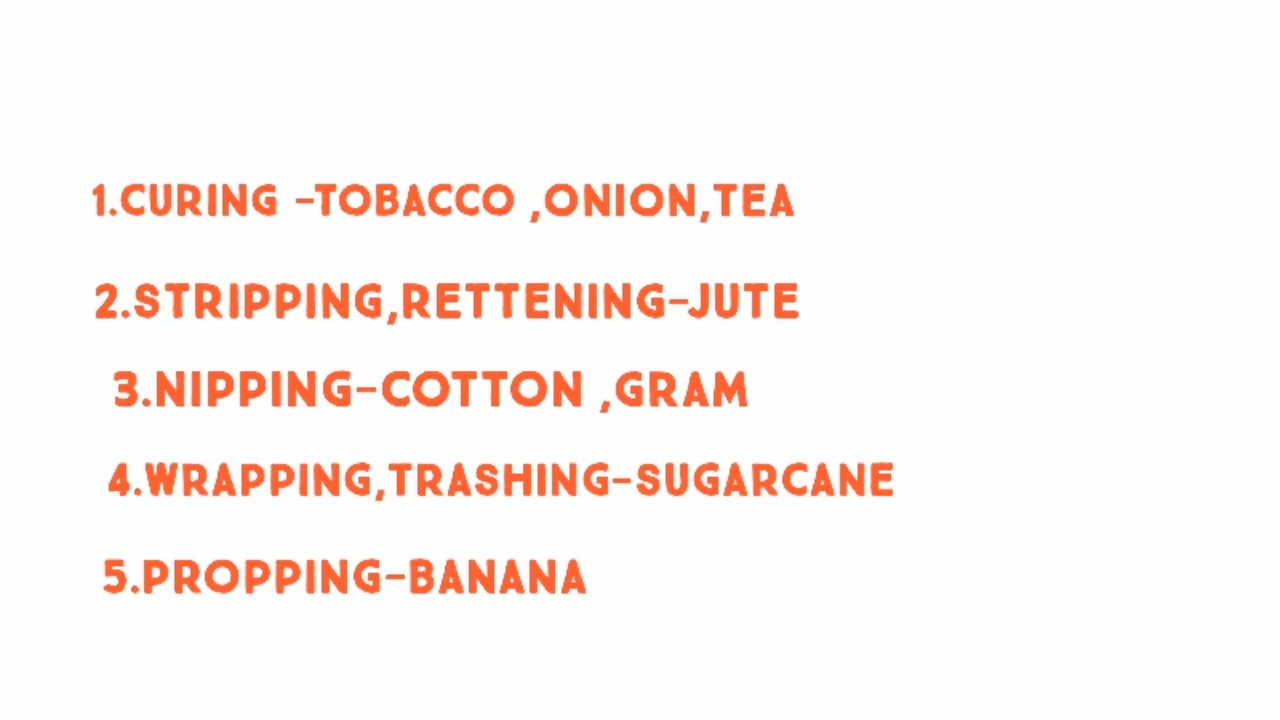 1.CURING -TOBACCO ,ONION,TEA
2.STRIPPING,RETTENING-JUTE
3.NIPPING-COTTON ,GRAM
4.WRAPPING,TRASHING-SUGARCANE
5.PROPPING-BANANA